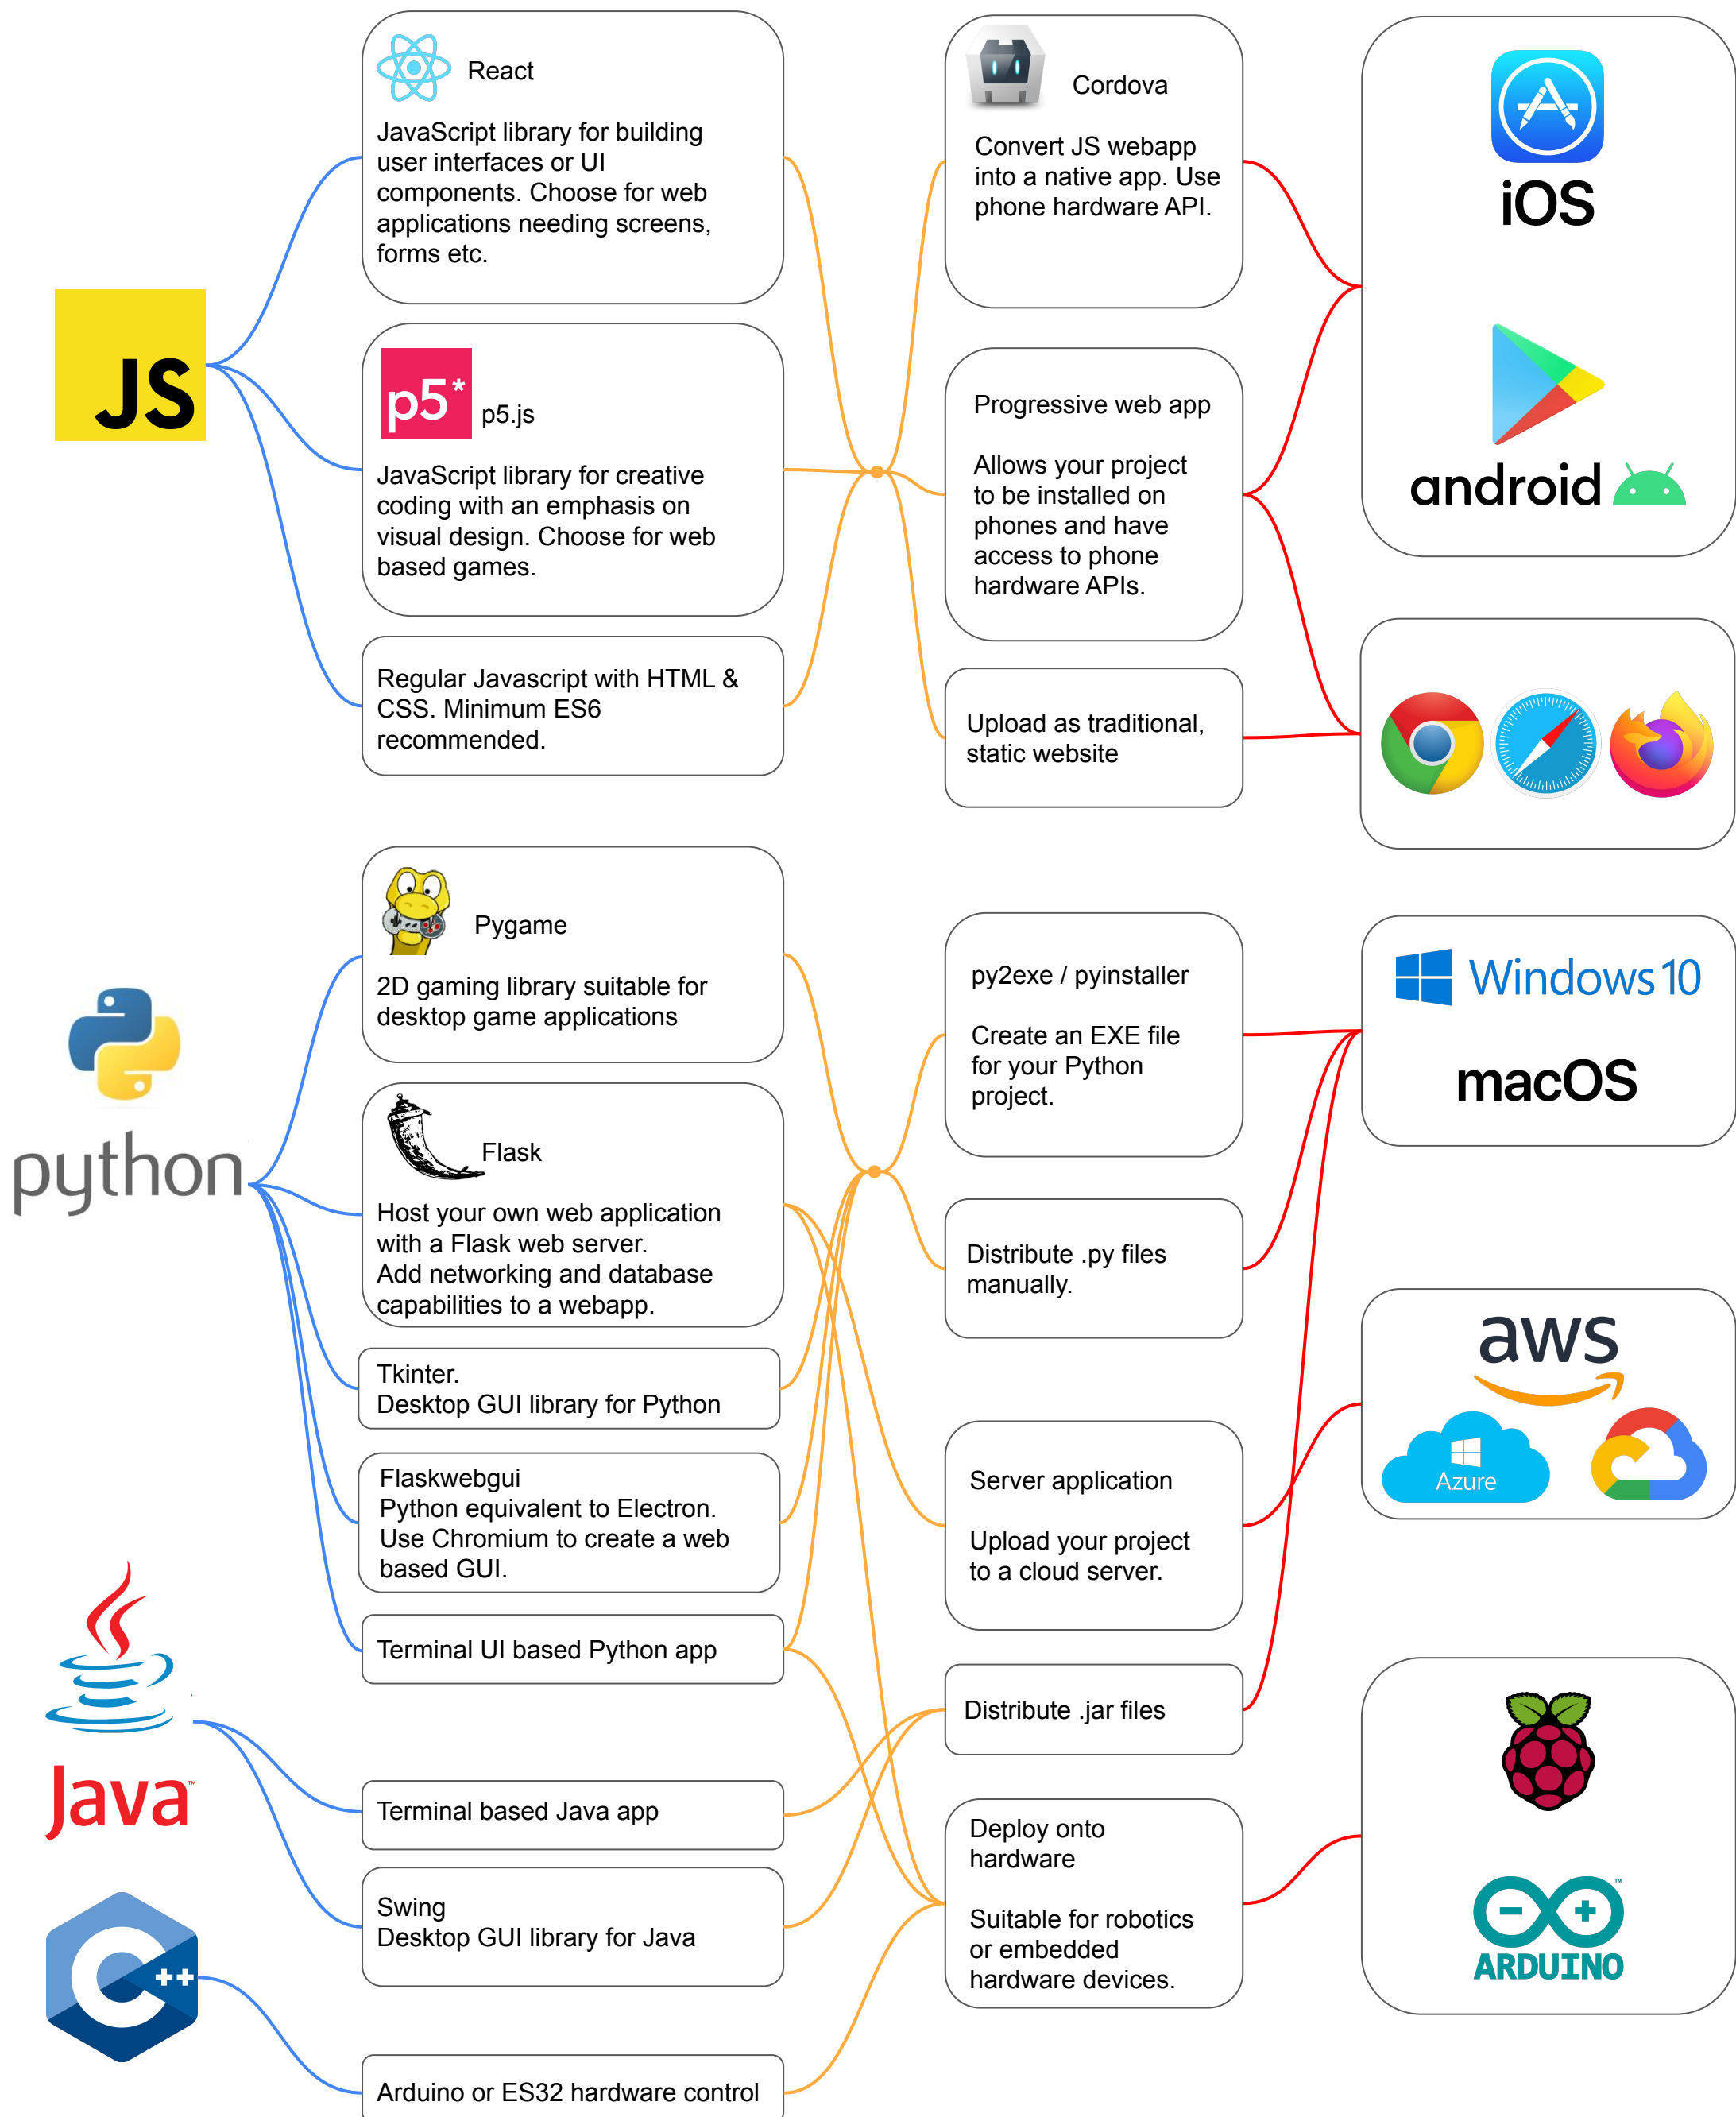 React
JavaScript library for building
user interfaces or UI
components. Choose for web
applications needing screens,
forms etc.
Cordova
Convert JS webapp
into a native app. Use
phone hardware API.
iOS
JS
p5*
p5.js
JavaScript library for creative
coding with an emphasis on
visual design. Choose for web
based games.
Progressive web app
Allows your project
to be installed on
phones and have
access to phone
hardware APIs.
android
Regular Javascript with HTML &
CSS. Minimum ES6
recommended.
Upload as traditional,
static website
Pygame
2D gaming library suitable for
desktop game applications
py2exe / pyinstaller
Create an EXE file
for your Python
project.
Windows 10
macOS
python
Flask
Host your own web application
with a Flask web server.
Add networking and database
capabilities to a webapp.
Distribute .py files
manually.
Tkinter.
Desktop GUI library for Python
aws
Azure
Flaskwebgui
Python equivalent to Electron.
Use Chromium to create a web
based GUI.
Server application
Upload your project
to a cloud server.
Terminal UI based Python app
Distribute .jar files
Java™
Terminal based Java app
Deploy onto
hardware
Suitable for robotics
or embedded
hardware devices.
Swing
Desktop GUI library for Java
ARDUINO
™
C++
Arduino or ES32 hardware control